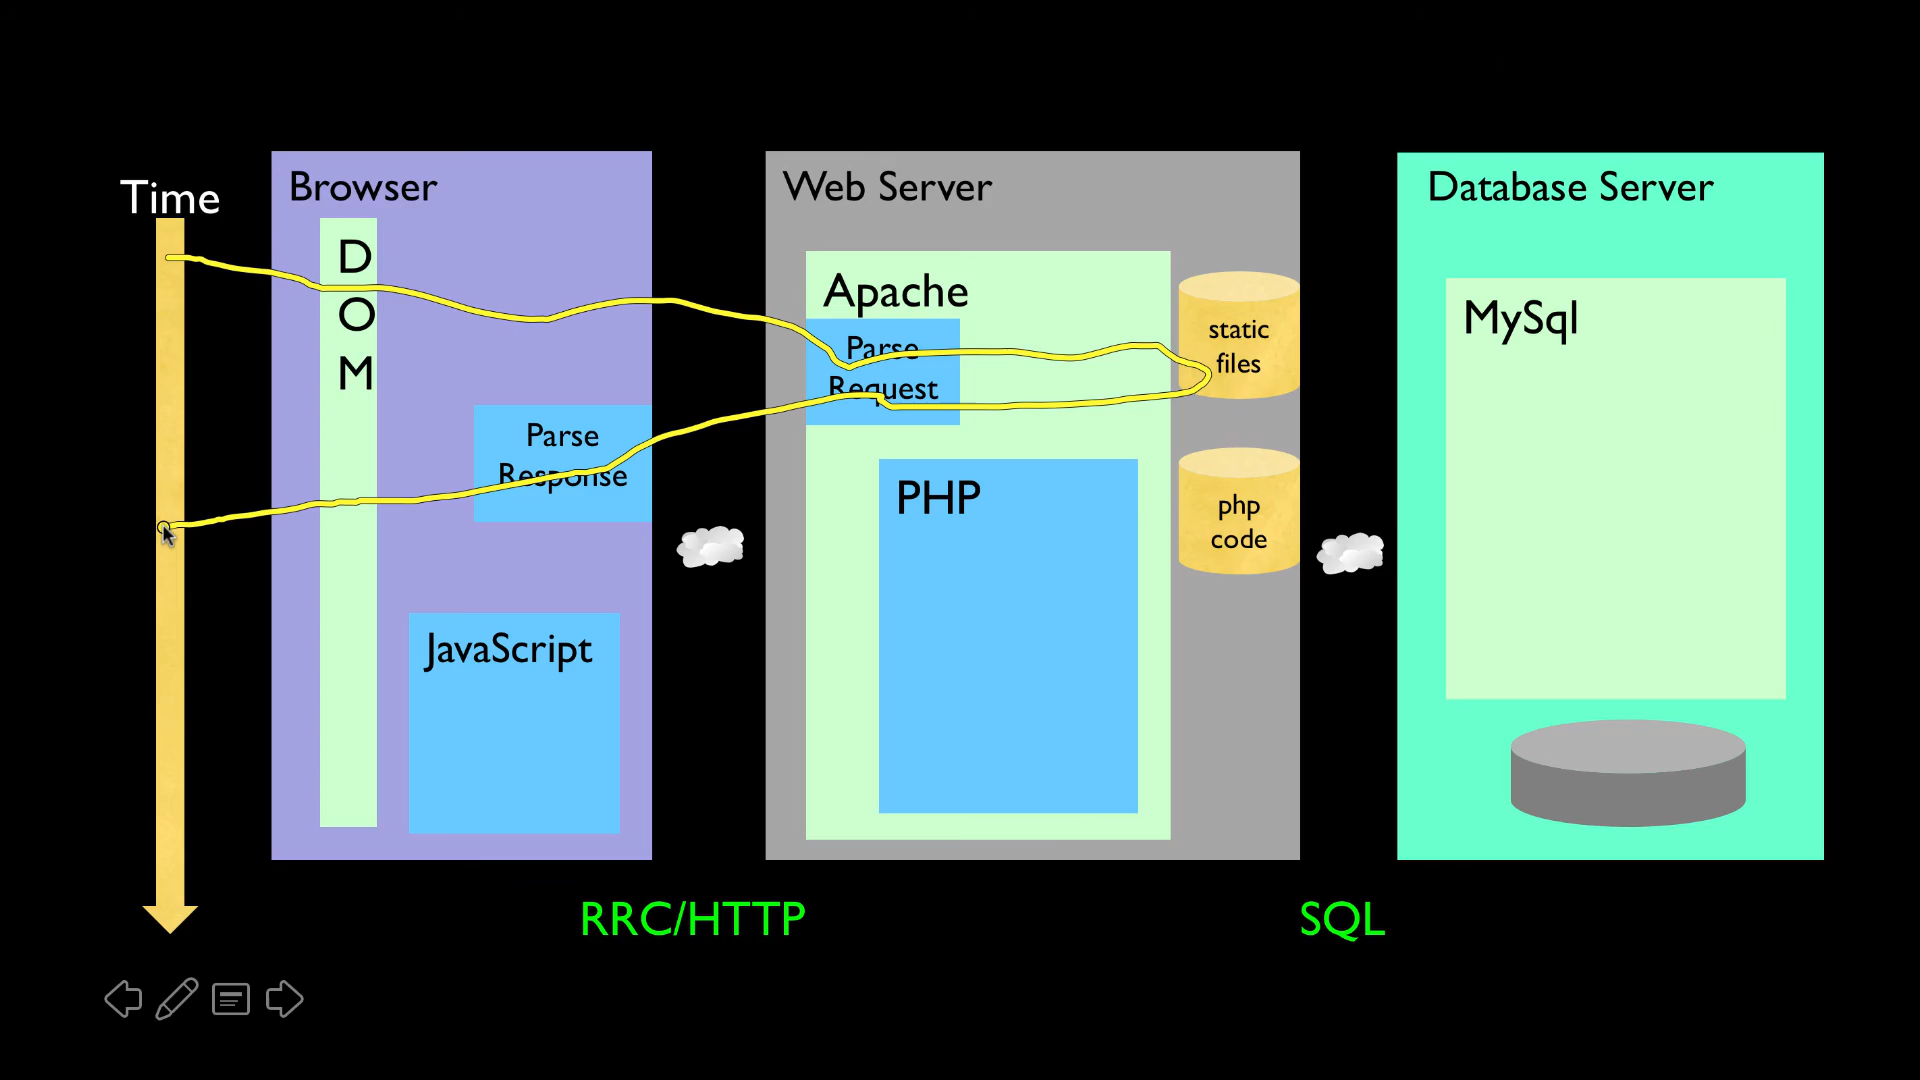 Time
Browser
D
O
M
Parse
Response
JavaScript
Web Server
Apache
Parse
Request
PHP
static
files
php
code
Database Server
MySql
RRC/HTTP
SQL